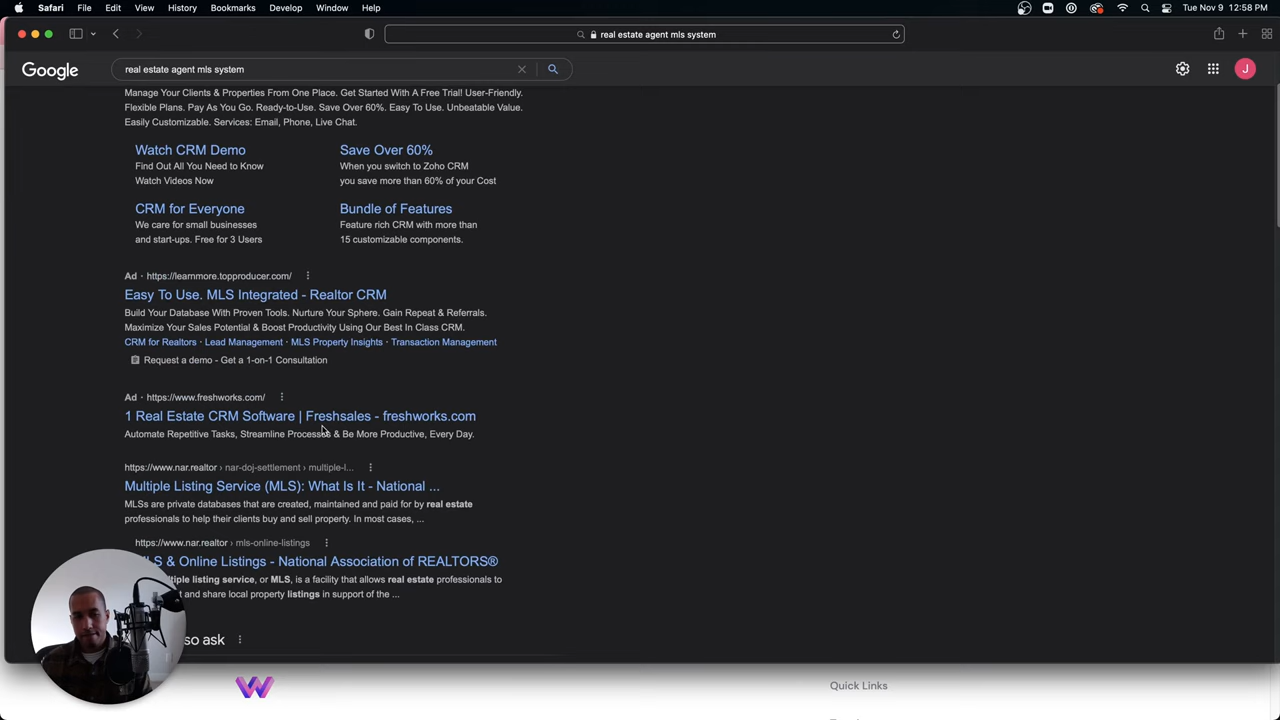 Safari File Edit View History Bookmarks Develop Window Help Tue Nov 9 12:58 PM
real estate agent mls system
Google real estate agent mls system J
Manage Your Clients & Properties From One Place. Get Started With A Free Trial! User-Friendly.
Flexible Plans. Pay As You Go. Ready-to-Use. Save Over 60%. Easy To Use. Unbeatable Value.
Easily Customizable. Services: Email, Phone, Live Chat.
Watch CRM Demo
Find Out All You Need to Know
Watch Videos Now
Save Over 60%
When you switch to Zoho CRM
you save more than 60% of your Cost
CRM for Everyone
We care for small businesses
and start-ups. Free for 3 Users
Bundle of Features
Feature rich CRM with more than
15 customizable components.
Ad · https://learnmore.topproducer.com/
Easy To Use. MLS Integrated - Realtor CRM
Build Your Database With Proven Tools. Nurture Your Sphere. Gain Repeat & Referrals.
Maximize Your Sales Potential & Boost Productivity Using Our Best In Class CRM.
CRM for Realtors · Lead Management · MLS Property Insights · Transaction Management
Request a demo - Get a 1-on-1 Consultation
Ad · https://www.freshworks.com/
1 Real Estate CRM Software | Freshsales - freshworks.com
Automate Repetitive Tasks, Streamline Processes & Be More Productive, Every Day.
https://www.nar.realtor › nar-doj-settlement › multiple-l...
Multiple Listing Service (MLS): What Is It - National ...
MLSs are private databases that are created, maintained and paid for by real estate
professionals to help their clients buy and sell property. In most cases, ...
https://www.nar.realtor › mls-online-listings
& Online Listings - National Association of REALTORS®
listing service, or MLS, is a facility that allows real estate professionals to
and share local property listings in support of the ...
so ask
Quick Links